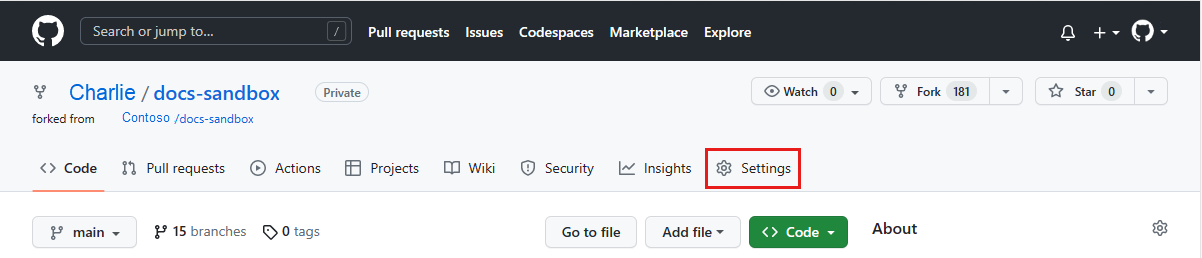 Search or jump to... / Pull requests Issues Codespaces Marketplace Explore
Charlie / docs-sandbox Private Watch 0 Fork 181 Star 0
forked from Contoso /docs-sandbox
Code Pull requests Actions Projects Wiki Security Insights Settings
main 15 branches 0 tags Go to file Add file Code About